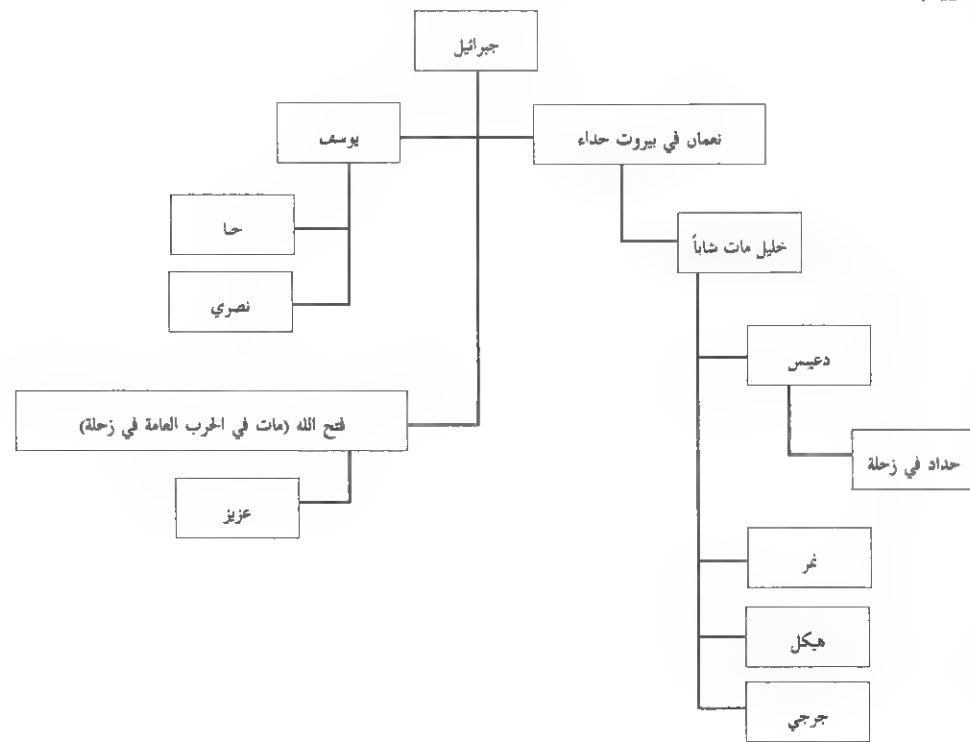 جبرائيل
يوسف
نعمان في بيروت حداء
حنا
خليل مات شاباً
نصري
دعيبس
فتح الله (مات في الحرب العامة في زحلة)
حداد في زحلة
عزيز
نمر
هيكل
جرجي